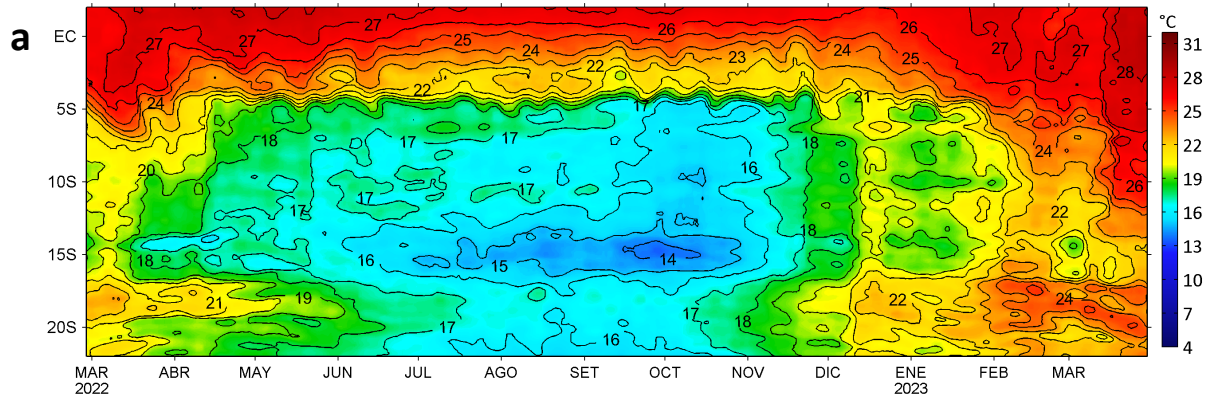 a
°C
EC
5S
10S
15S
20S
27 27 27 27 26 26 27 27
25 24 22 23 24 25 28
24 22 17 21
18 17 17 18 24
20 17 17 16 26
17 22
18 16 15 14 18
21 19 17 22 24
17 16 18
31
28
25
22
19
16
13
10
7
4
MAR ABR MAY JUN JUL AGO SET OCT NOV DIC ENE FEB MAR
2022 2023